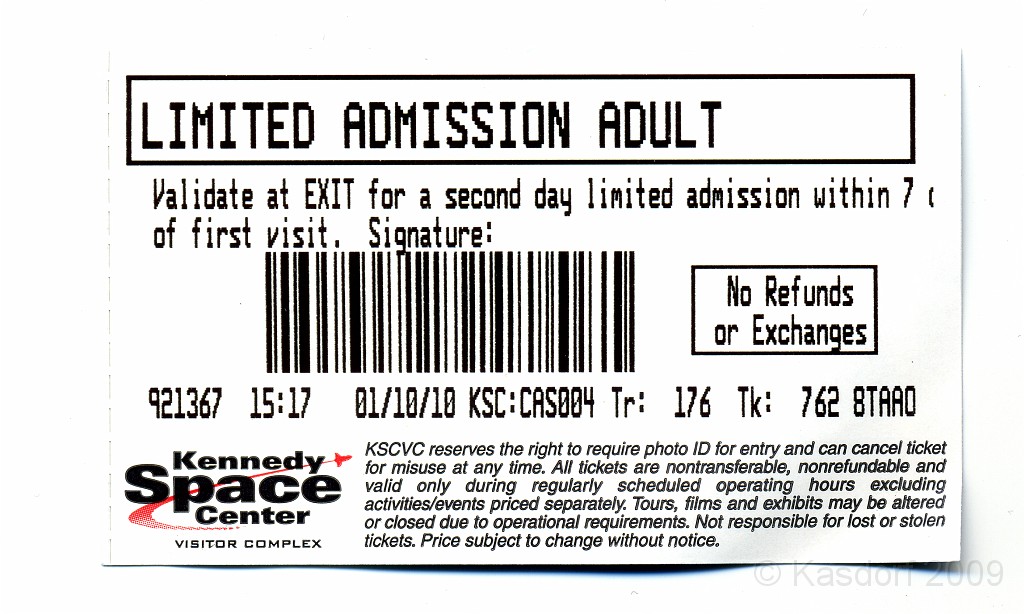 LIMITED ADMISSION ADULT
Validate at EXIT for a second day limited admission within 7
of first visit. Signature:
No Refunds
or Exchanges
921367 15:17 01/10/10 KSC:CAS004 Tr: 176 Tk: 762 8TAAO
Kennedy
Space
Center
VISITOR COMPLEX
KSCVC reserves the right to require photo ID for entry and can cancel ticket
for misuse at any time. All tickets are nontransferable, nonrefundable and
valid only during regularly scheduled operating hours excluding
activities/events priced separately. Tours, films and exhibits may be altered
or closed due to operational requirements. Not responsible for lost or stolen
tickets. Price subject to change without notice.
© Kasdorf 2009